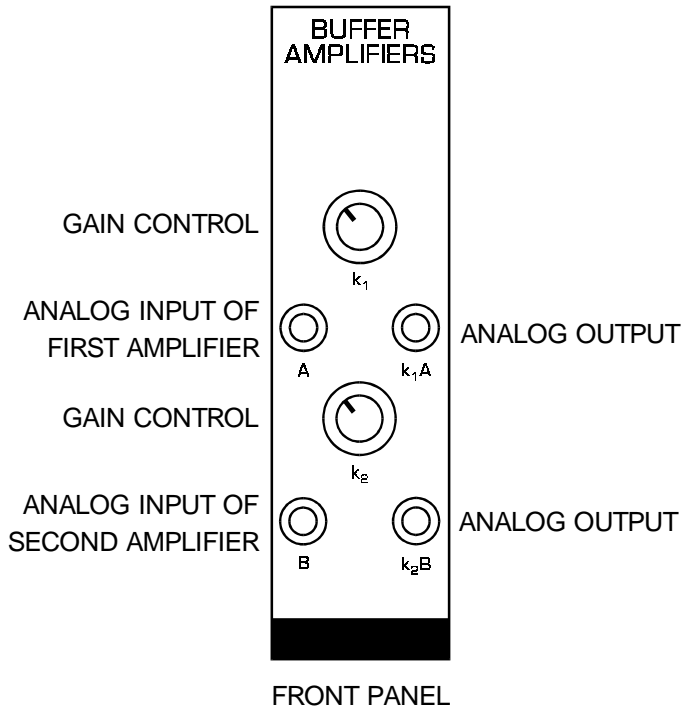 BUFFER
AMPLIFIERS
GAIN CONTROL
k₁
ANALOG INPUT OF
FIRST AMPLIFIER
A
k₁A
ANALOG OUTPUT
GAIN CONTROL
k₂
ANALOG INPUT OF
SECOND AMPLIFIER
B
k₂B
ANALOG OUTPUT
FRONT PANEL